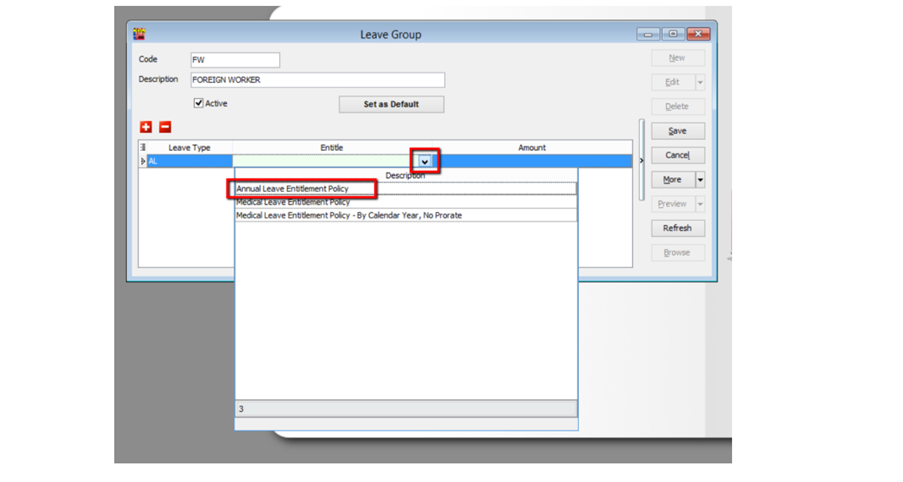 Leave Group
Code FW New
Description FOREIGN WORKER Edit
Active Set as Default Delete
Save
Leave Type Entitle Amount
AL Cancel
Description
Annual Leave Entitlement Policy More
Medical Leave Entitlement Policy Preview
Medical Leave Entitlement Policy - By Calendar Year, No Prorate
Refresh
Browse
3